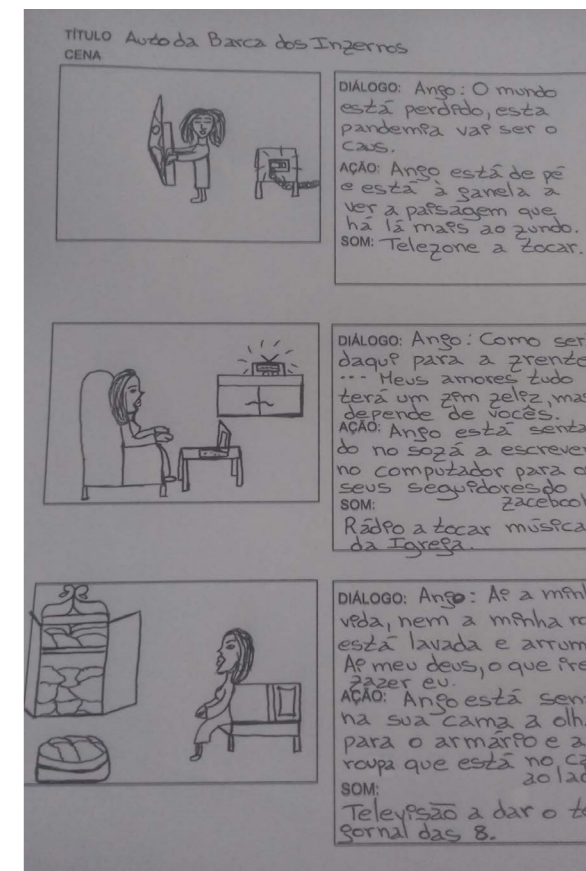 TÍTULO Auto da Barca dos Infernos
CENA
DIÁLOGO: Anjo: O mundo
está perdido, esta
pandemia vai ser o
caus.
AÇÃO: Anjo está de pé
e está à janela a
ver a paisagem que
há lá mais ao fundo.
SOM: Telefone a tocar.
DIÁLOGO: Anjo: Como ser
daqui para a frente
... Meus amores tudo
terá um fim feliz, mas
depende de vocês.
AÇÃO: Anjo está senta
do no sofá a escrever
no computador para o
seus seguidores do
facebook
SOM:
Rádio a tocar música
da Igreja.
DIÁLOGO: Anjo: Ai a minh
vida, nem a minha ro
está lavada e arrum
Ai meu deus, o que ire
fazer eu.
AÇÃO: Anjo está sen
na sua cama a olh
para o armário e a
roupa que está no c
ao lad
SOM:
Televisão a dar o te
jornal das 8.